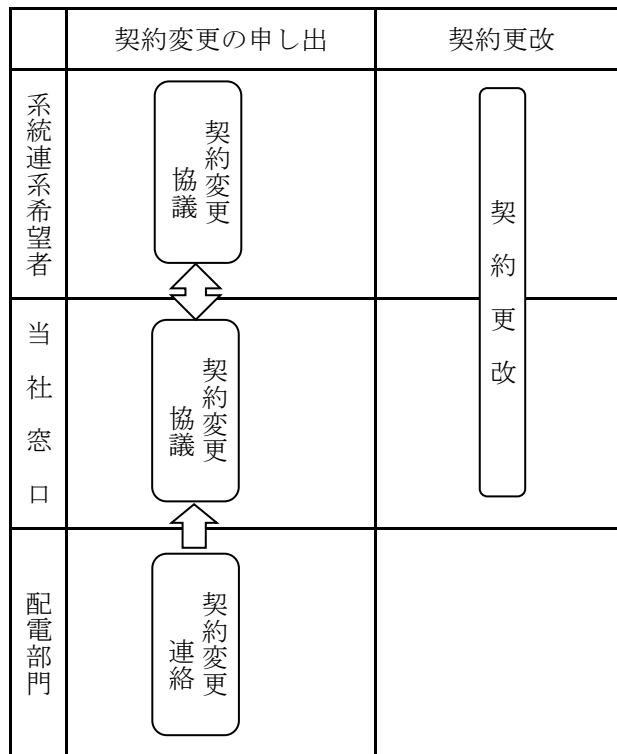 契約変更の申し出
契約更改
系統連系希望者
契約変更
協議
契約更改
当社窓口
契約変更
協議
配電部門
契約変更
連絡